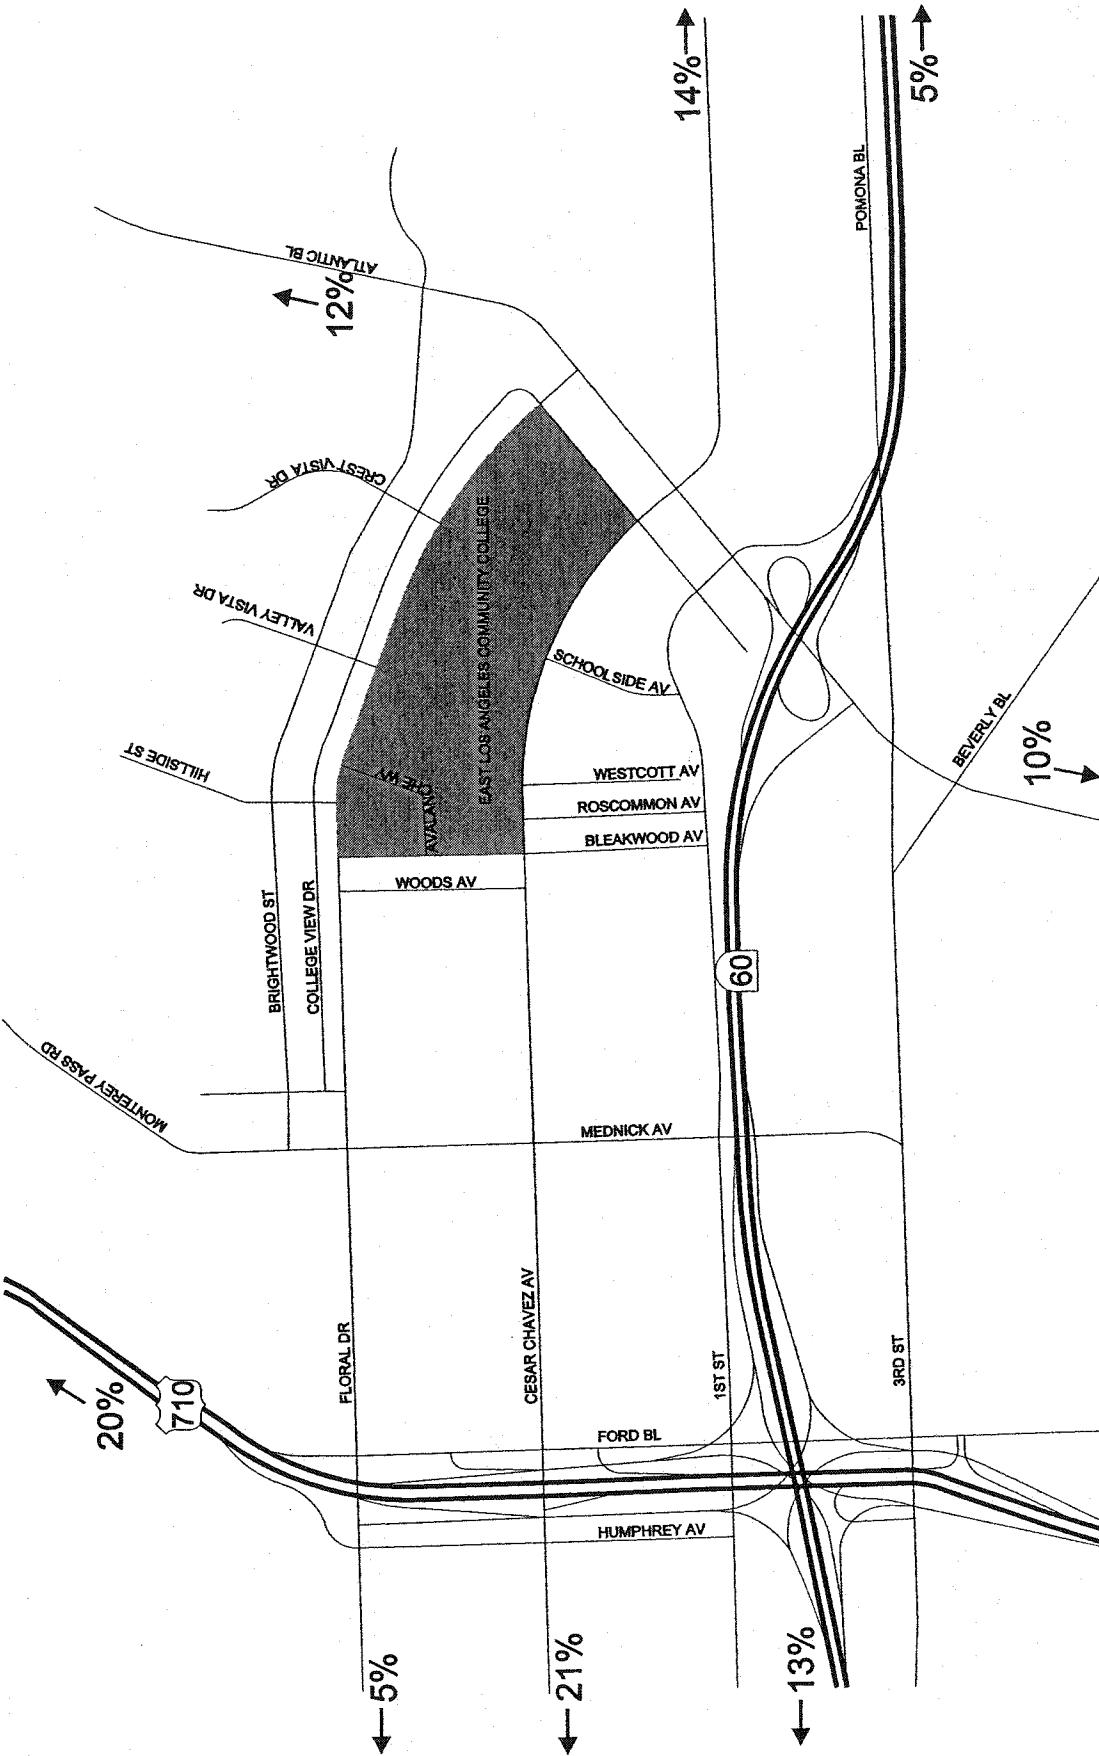 14%
5%
POMONA BL
ATLANTIC BL
12%
CREST VISTA DR
VALLEY VISTA DR
EAST LOS ANGELES COMMUNITY COLLEGE
SCHOOLSIDE AV
HILLSIDE ST
AVALANCHE WY
WESTCOTT AV
ROSCOMMON AV
BLEAKWOOD AV
WOODS AV
BEVERLY BL
10%
BRIGHTWOOD ST
COLLEGE VIEW DR
60
MONTEREY PASS RD
MEDNICK AV
FLORAL DR
CESAR CHAVEZ AV
1ST ST
3RD ST
20%
710
FORD BL
HUMPHREY AV
5%
21%
13%